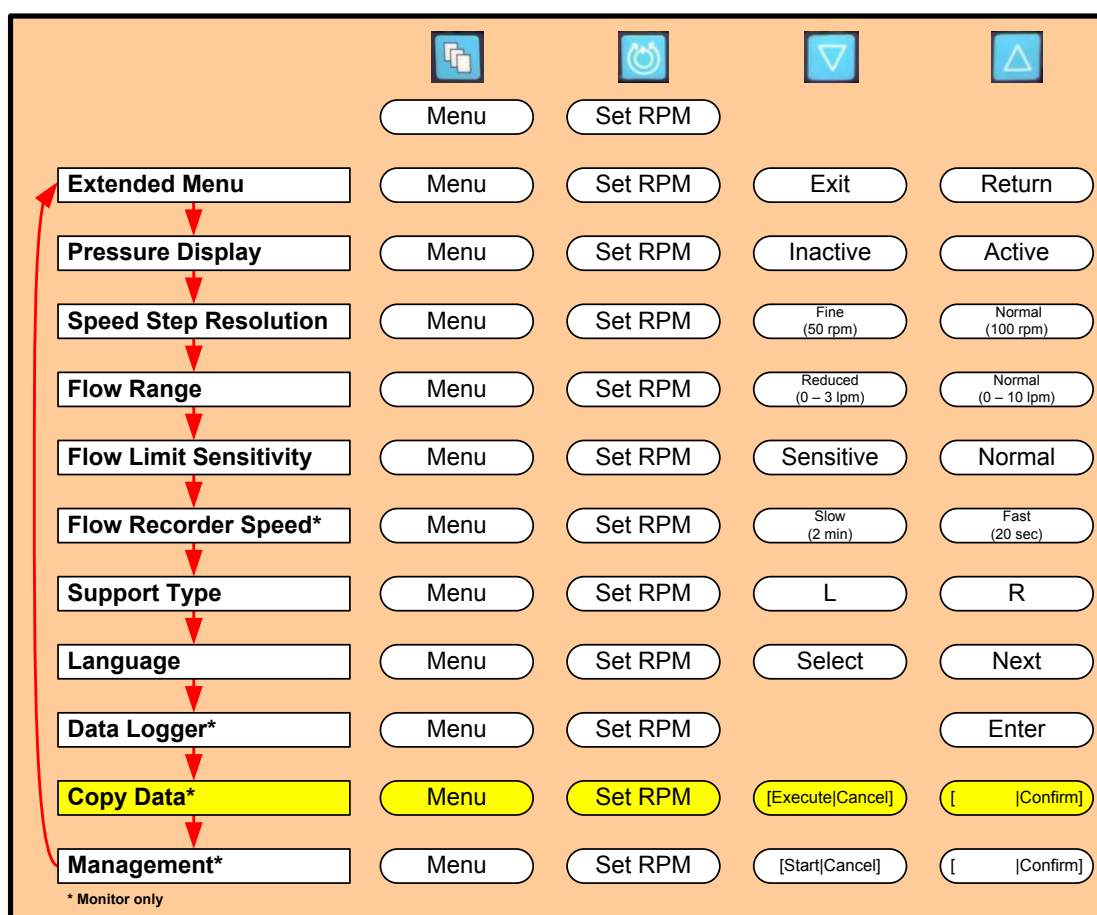 Menu Set RPM
Extended Menu Menu Set RPM Exit Return
Pressure Display Menu Set RPM Inactive Active
Speed Step Resolution Menu Set RPM Fine (50 rpm) Normal (100 rpm)
Flow Range Menu Set RPM Reduced (0 – 3 lpm) Normal (0 – 10 lpm)
Flow Limit Sensitivity Menu Set RPM Sensitive Normal
Flow Recorder Speed* Menu Set RPM Slow (2 min) Fast (20 sec)
Support Type Menu Set RPM L R
Language Menu Set RPM Select Next
Data Logger* Menu Set RPM Enter
Copy Data* Menu Set RPM [Execute|Cancel] [ |Confirm]
Management* Menu Set RPM [Start|Cancel] [ |Confirm]
* Monitor only